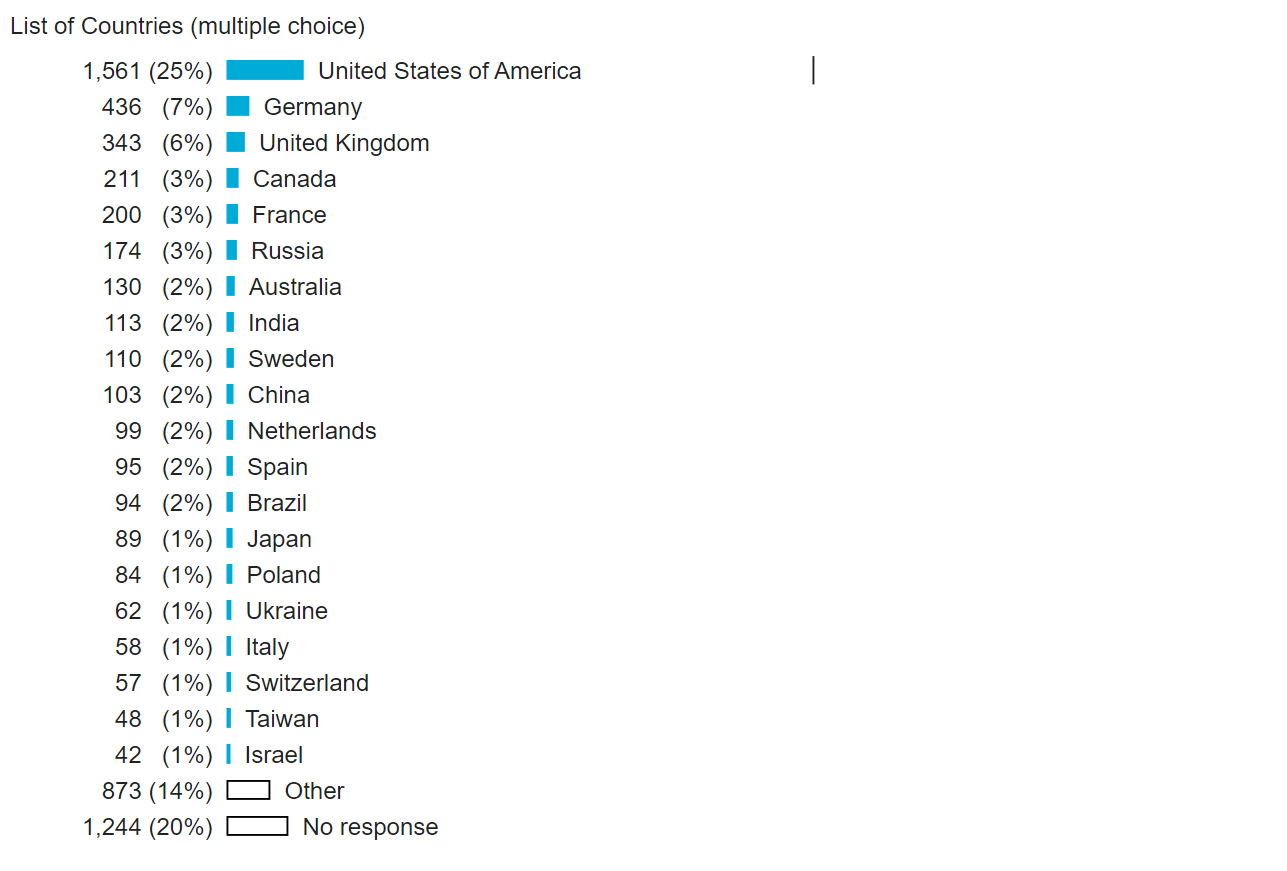 List of Countries (multiple choice)
1,561 (25%) United States of America
436 (7%) Germany
343 (6%) United Kingdom
211 (3%) Canada
200 (3%) France
174 (3%) Russia
130 (2%) Australia
113 (2%) India
110 (2%) Sweden
103 (2%) China
99 (2%) Netherlands
95 (2%) Spain
94 (2%) Brazil
89 (1%) Japan
84 (1%) Poland
62 (1%) Ukraine
58 (1%) Italy
57 (1%) Switzerland
48 (1%) Taiwan
42 (1%) Israel
873 (14%) Other
1,244 (20%) No response